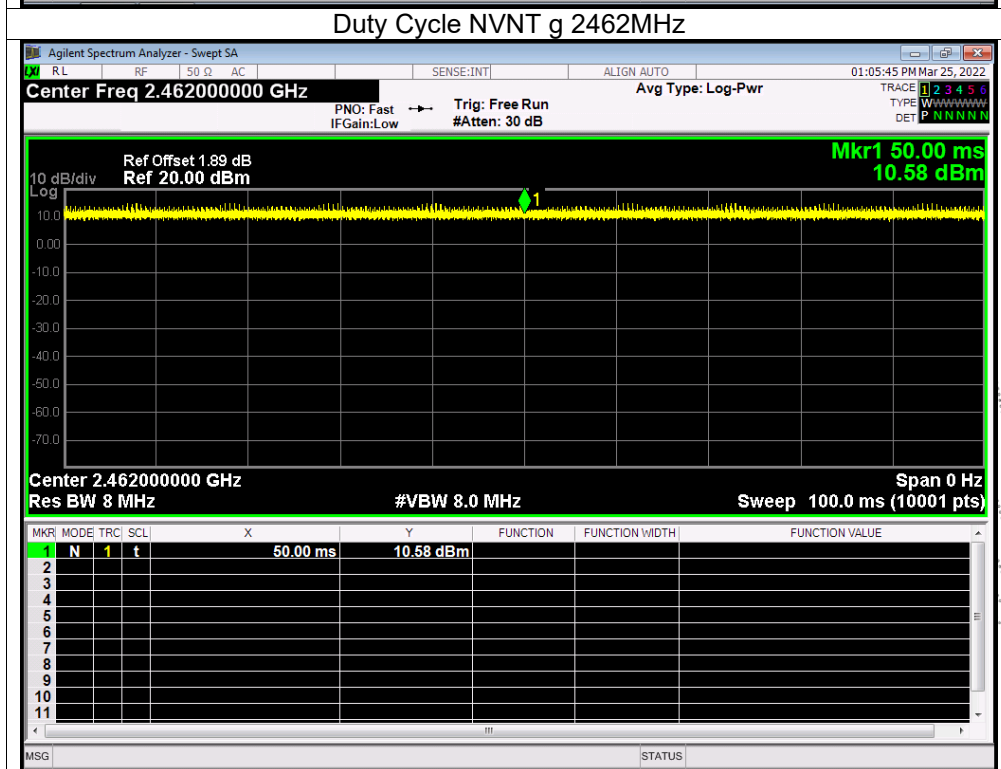 Duty Cycle NVNT g 2462MHz
Agilent Spectrum Analyzer - Swept SA
LXI RL RF 50 Ω AC SENSE:INT ALIGN AUTO 01:05:45 PM Mar 25, 2022
Center Freq 2.462000000 GHz Avg Type: Log-Pwr TRACE 1 2 3 4 5 6
PNO: Fast Trig: Free Run TYPE WWWWWW
IFGain:Low #Atten: 30 dB DET P N N N N N
Mkr1 50.00 ms
Ref Offset 1.89 dB
10 dB/div Ref 20.00 dBm 10.58 dBm
Log
1
10.0
0.00
-10.0
-20.0
-30.0
-40.0
-50.0
-60.0
-70.0
Center 2.462000000 GHz Span 0 Hz
Res BW 8 MHz #VBW 8.0 MHz Sweep 100.0 ms (10001 pts)
MKR MODE TRC SCL X Y FUNCTION FUNCTION WIDTH FUNCTION VALUE
1 N 1 t 50.00 ms 10.58 dBm
2
3
4
5
6
7
8
9
10
11
MSG STATUS